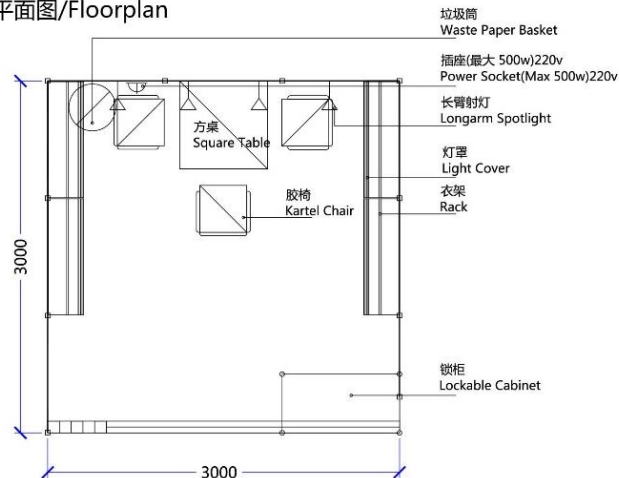 平面图/Floorplan
垃圾筒
Waste Paper Basket
插座(最大 500w)220v
Power Socket(Max 500w)220v
长臂射灯
Longarm Spotlight
方桌
Square Table
灯罩
Light Cover
胶椅
Kartel Chair
衣架
Rack
3000
锁柜
Lockable Cabinet
3000